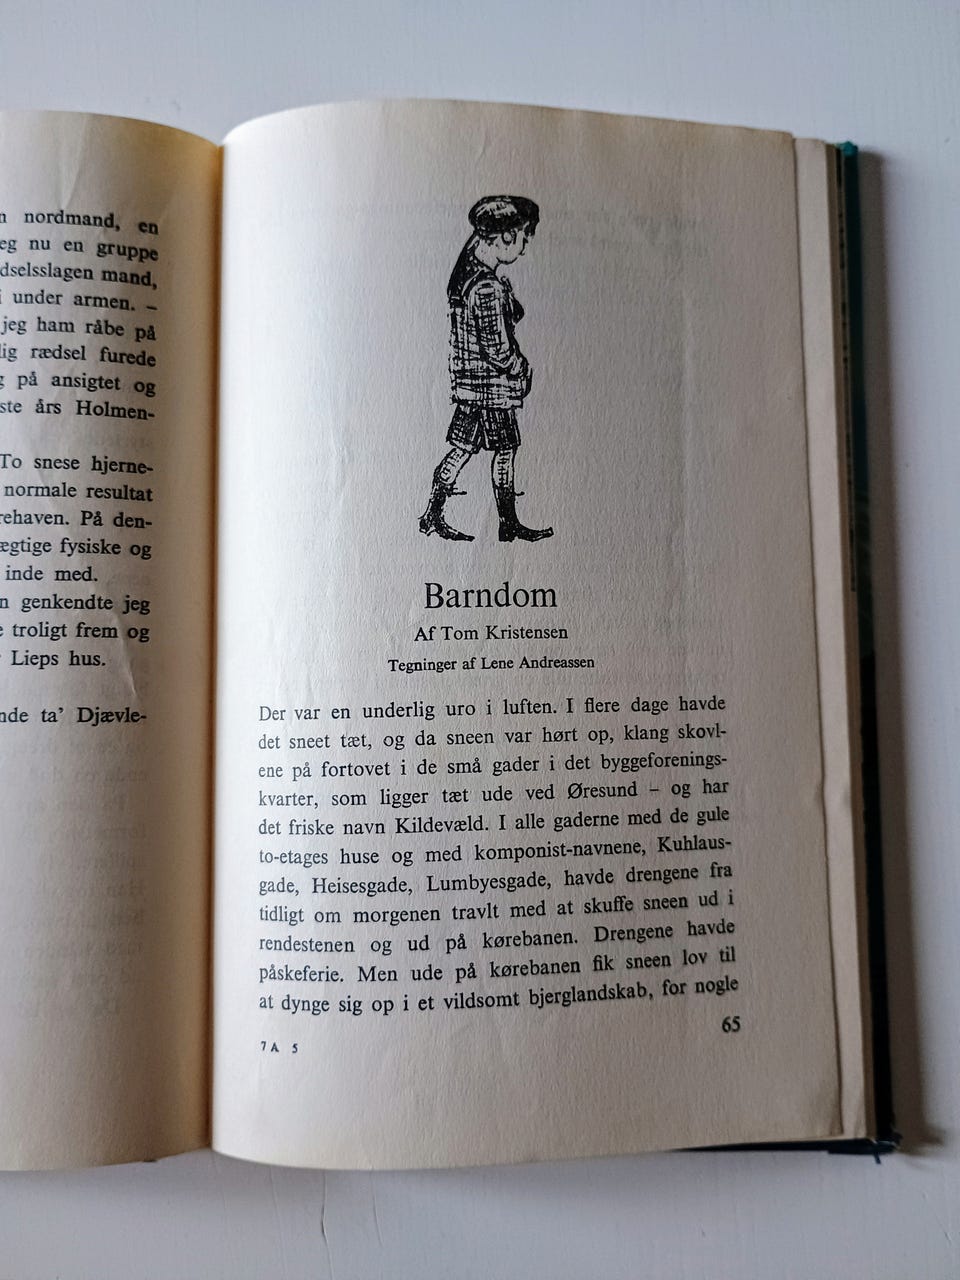 nordmand, en
nu en gruppe
mand,
under armen. –
jeg ham råbe på
rædsel furede
på ansigtet og
års Holmen-
To snese hjerne-
normale resultat
På den-
fysiske og
inde med.
genkendte jeg
troligt frem og
Lieps hus.
ta' Djævle-
Barndom
Af Tom Kristensen
Tegninger af Lene Andreassen
Der var en underlig uro i luften. I flere dage havde
det sneet tæt, og da sneen var hørt op, klang skovl-
ene på fortovet i de små gader i det byggeforenings-
kvarter, som ligger tæt ude ved Øresund – og har
det friske navn Kildevæld. I alle gaderne med de gule
to-etages huse og med komponist-navnene, Kuhlaus-
gade, Heisesgade, Lumbyesgade, havde drengene fra
tidligt om morgenen travlt med at skuffe sneen ud i
rendestenen og ud på kørebanen. Drengene havde
påskeferie. Men ude på kørebanen fik sneen lov til
at dynge sig op i et vildsomt bjerglandskab, for nogle
65
7 A 5